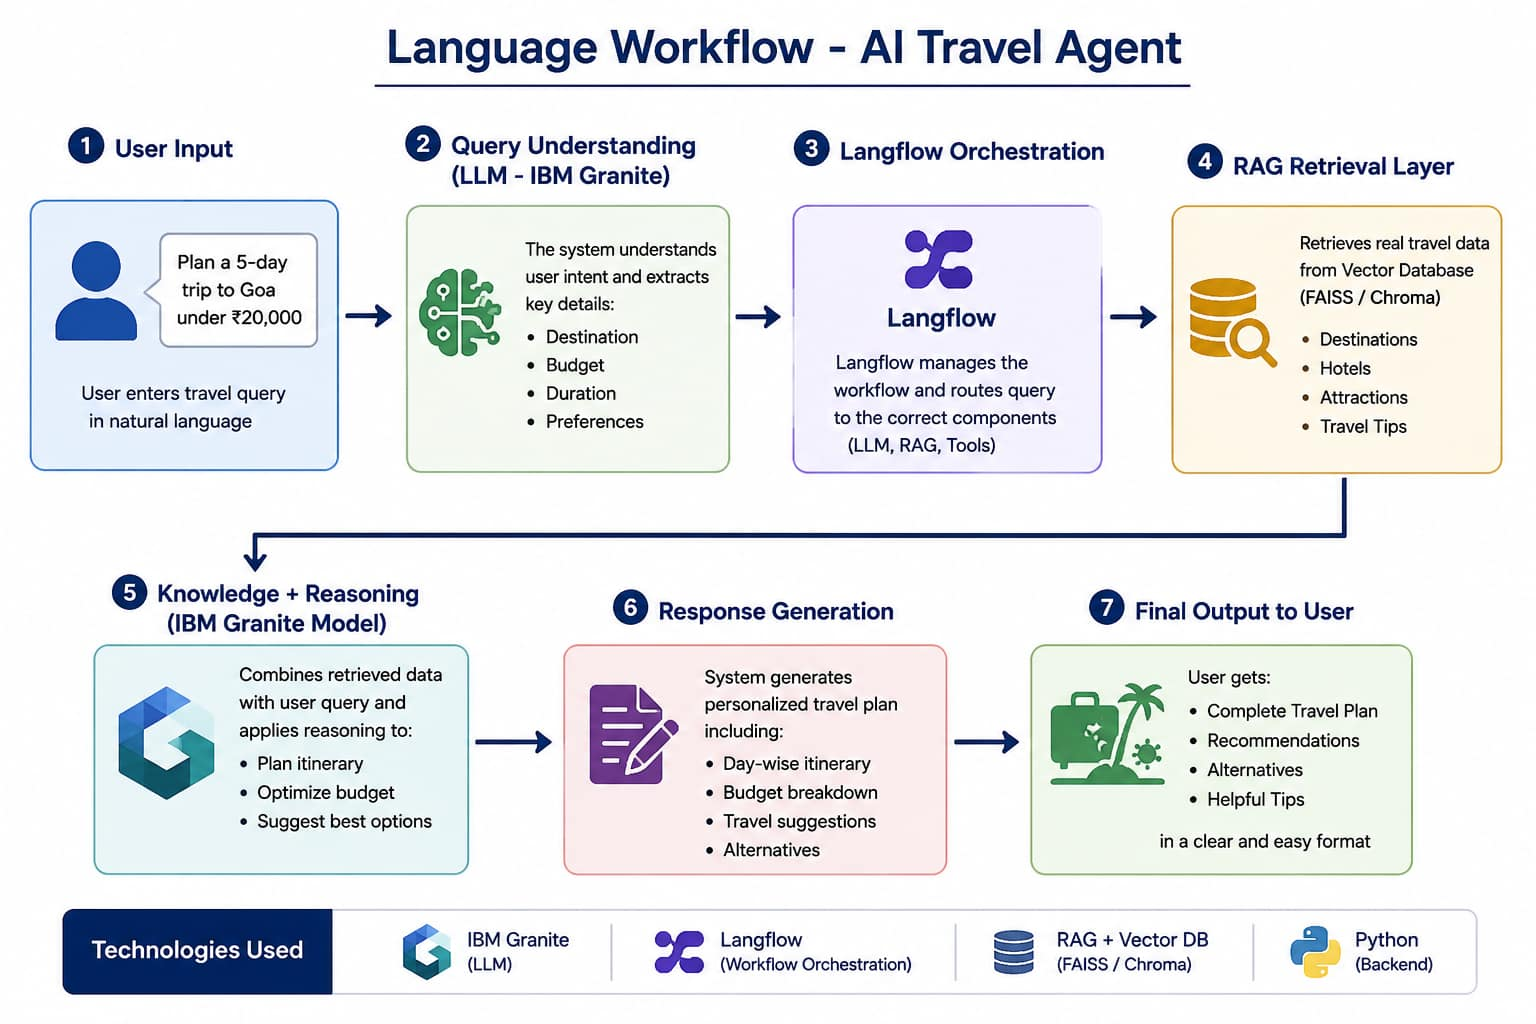 Language Workflow - AI Travel Agent
1 User Input
Plan a 5-day
trip to Goa
under ₹20,000
User enters travel query
in natural language
2 Query Understanding
(LLM - IBM Granite)
The system understands
user intent and extracts
key details:
• Destination
• Budget
• Duration
• Preferences
3 Langflow Orchestration
Langflow
Langflow manages the
workflow and routes query
to the correct components
(LLM, RAG, Tools)
4 RAG Retrieval Layer
Retrieves real travel data
from Vector Database
(FAISS / Chroma)
• Destinations
• Hotels
• Attractions
• Travel Tips
5 Knowledge + Reasoning
(IBM Granite Model)
Combines retrieved data
with user query and
applies reasoning to:
• Plan itinerary
• Optimize budget
• Suggest best options
6 Response Generation
System generates
personalized travel plan
including:
• Day-wise itinerary
• Budget breakdown
• Travel suggestions
• Alternatives
7 Final Output to User
User gets:
• Complete Travel Plan
• Recommendations
• Alternatives
• Helpful Tips
in a clear and easy format
Technologies Used
IBM Granite
(LLM)
Langflow
(Workflow Orchestration)
RAG + Vector DB
(FAISS / Chroma)
Python
(Backend)